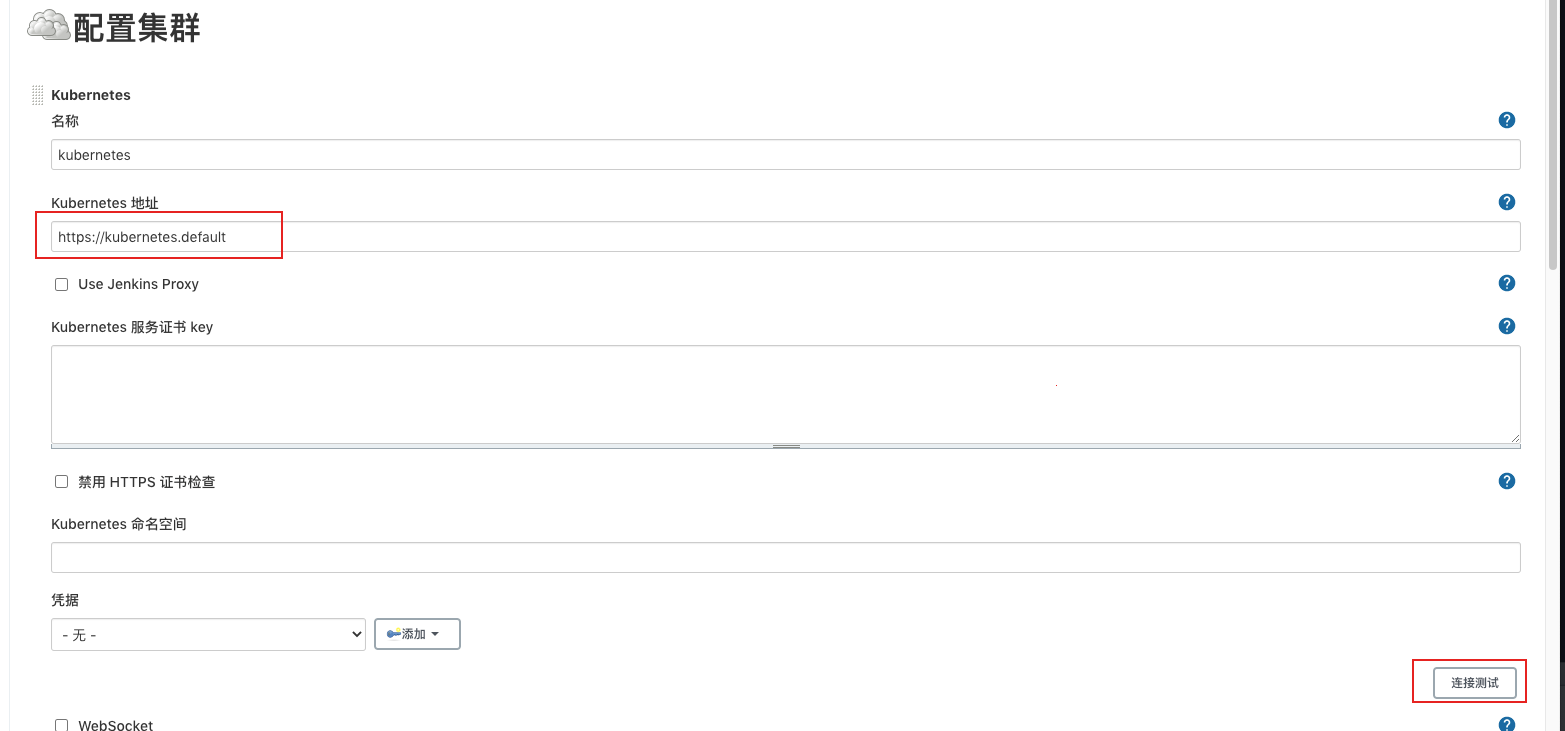 配置集群
Kubernetes
名称
kubernetes
Kubernetes 地址
https://kubernetes.default
Use Jenkins Proxy
Kubernetes 服务证书 key
禁用 HTTPS 证书检查
Kubernetes 命名空间
凭据
- 无 -
添加
连接测试
WebSocket